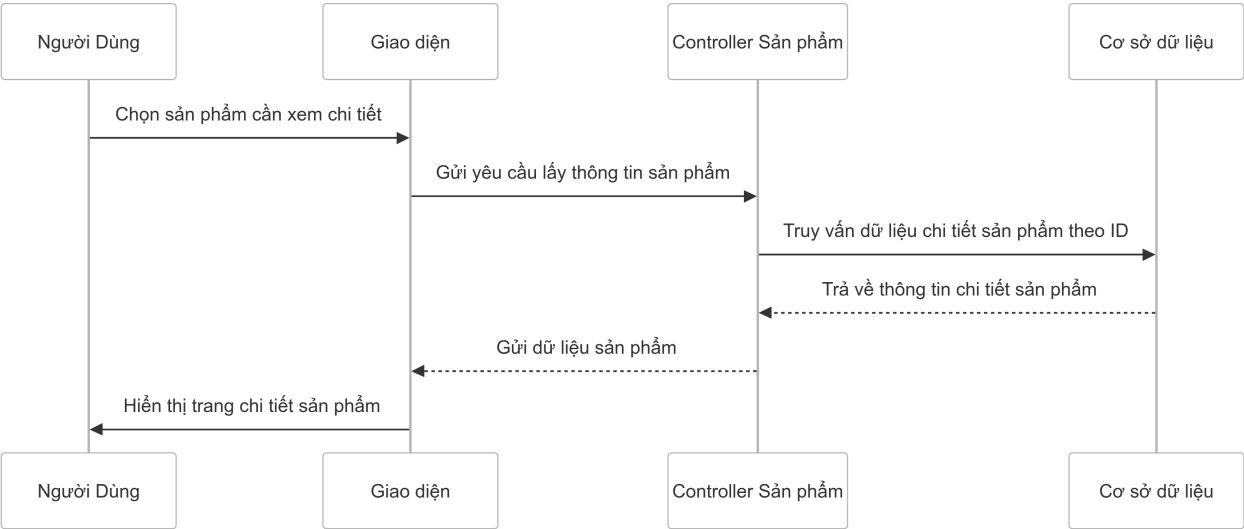 Người Dùng
Giao diện
Controller Sản phẩm
Cơ sở dữ liệu
Chọn sản phẩm cần xem chi tiết
Gửi yêu cầu lấy thông tin sản phẩm
Truy vấn dữ liệu chi tiết sản phẩm theo ID
Trả về thông tin chi tiết sản phẩm
Gửi dữ liệu sản phẩm
Hiển thị trang chi tiết sản phẩm
Người Dùng
Giao diện
Controller Sản phẩm
Cơ sở dữ liệu